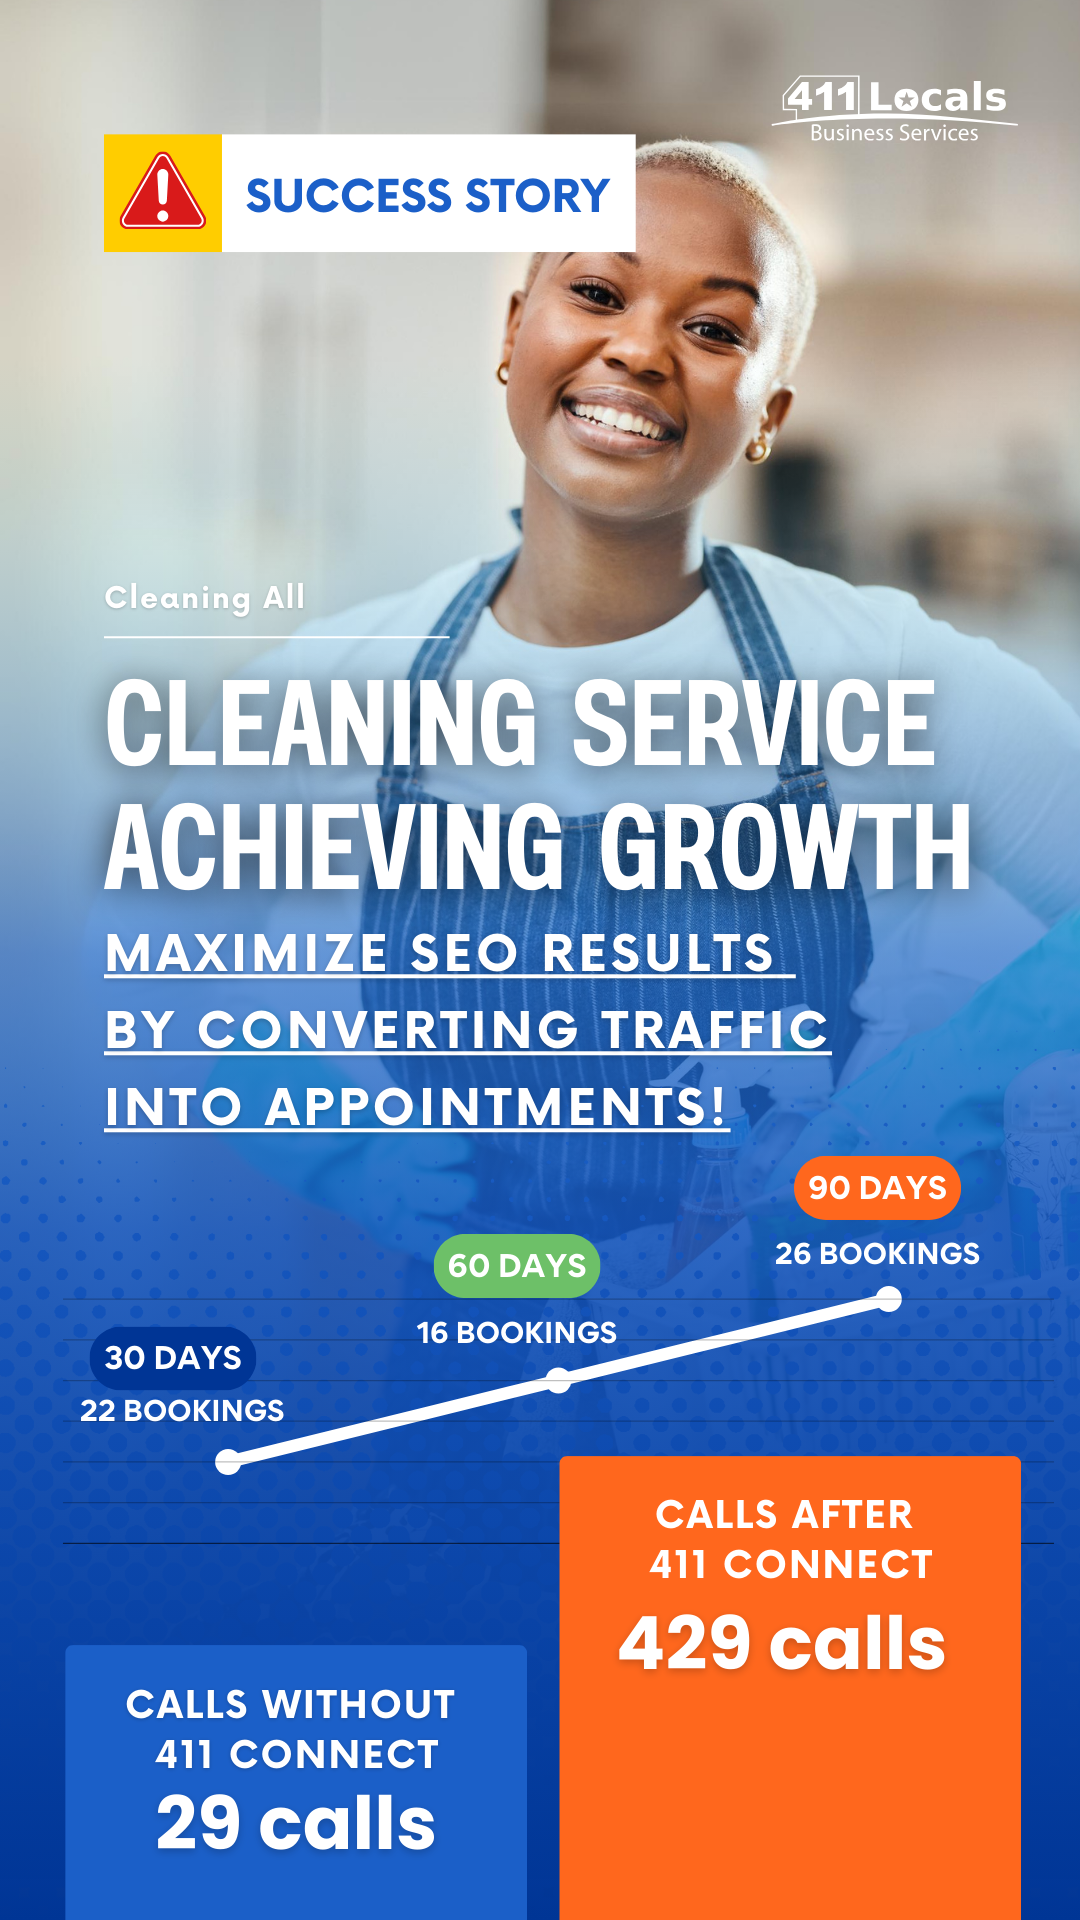 411 Locals
Business Services
SUCCESS STORY
Cleaning All
CLEANING SERVICE
ACHIEVING GROWTH
MAXIMIZE SEO RESULTS
BY CONVERTING TRAFFIC
INTO APPOINTMENTS!
90 DAYS
26 BOOKINGS
60 DAYS
16 BOOKINGS
30 DAYS
22 BOOKINGS
CALLS AFTER
411 CONNECT
429 calls
CALLS WITHOUT
411 CONNECT
29 calls